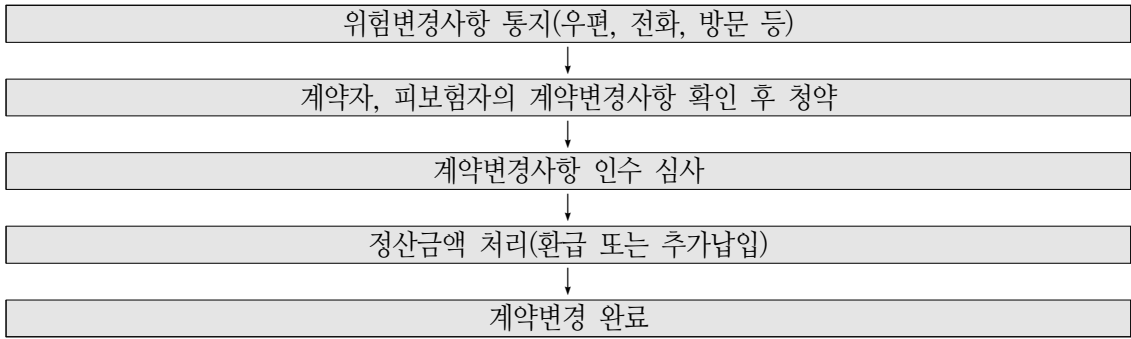 위험변경사항 통지(우편, 전화, 방문 등)
계약자, 피보험자의 계약변경사항 확인 후 청약
계약변경사항 인수 심사
정산금액 처리(환급 또는 추가납입)
계약변경 완료